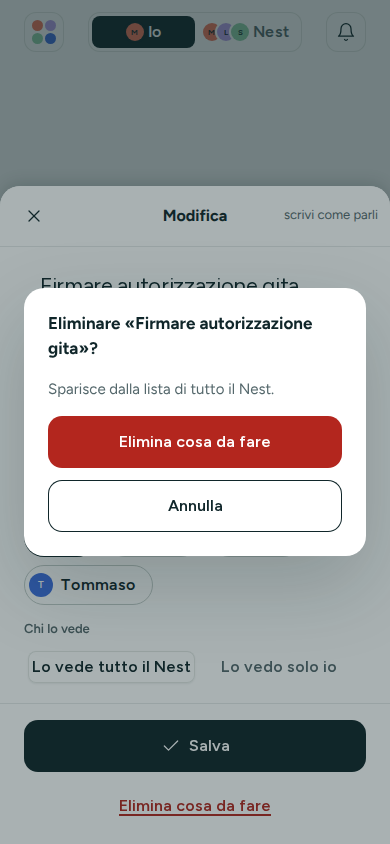 M Io
M L S Nest
Modifica
scrivi come parli
Firmare autorizzazione gita
Eliminare «Firmare autorizzazione
gita»?
Sparisce dalla lista di tutto il Nest.
Elimina cosa da fare
Annulla
T Tommaso
Chi lo vede
Lo vede tutto il Nest
Lo vedo solo io
Salva
Elimina cosa da fare